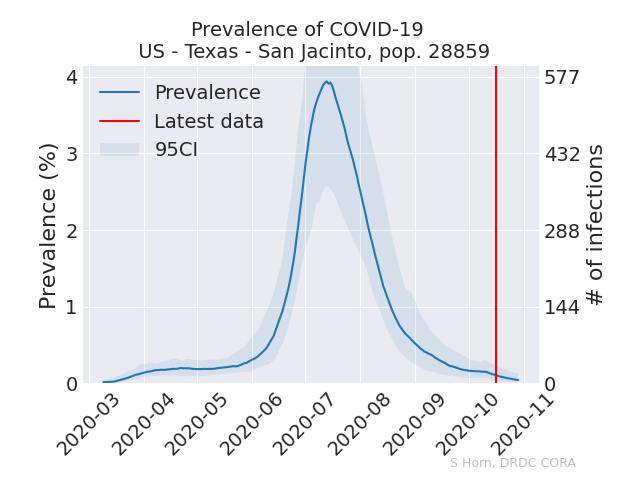 Prevalence of COVID-19
US - Texas - San Jacinto, pop. 28859
Prevalence (%)
4
3
2
1
0
Prevalence
Latest data
95CI
577
432
288
144
0
# of infections
2020-03
2020-04
2020-05
2020-06
2020-07
2020-08
2020-09
2020-10
2020-11
S Horn, DRDC CORA